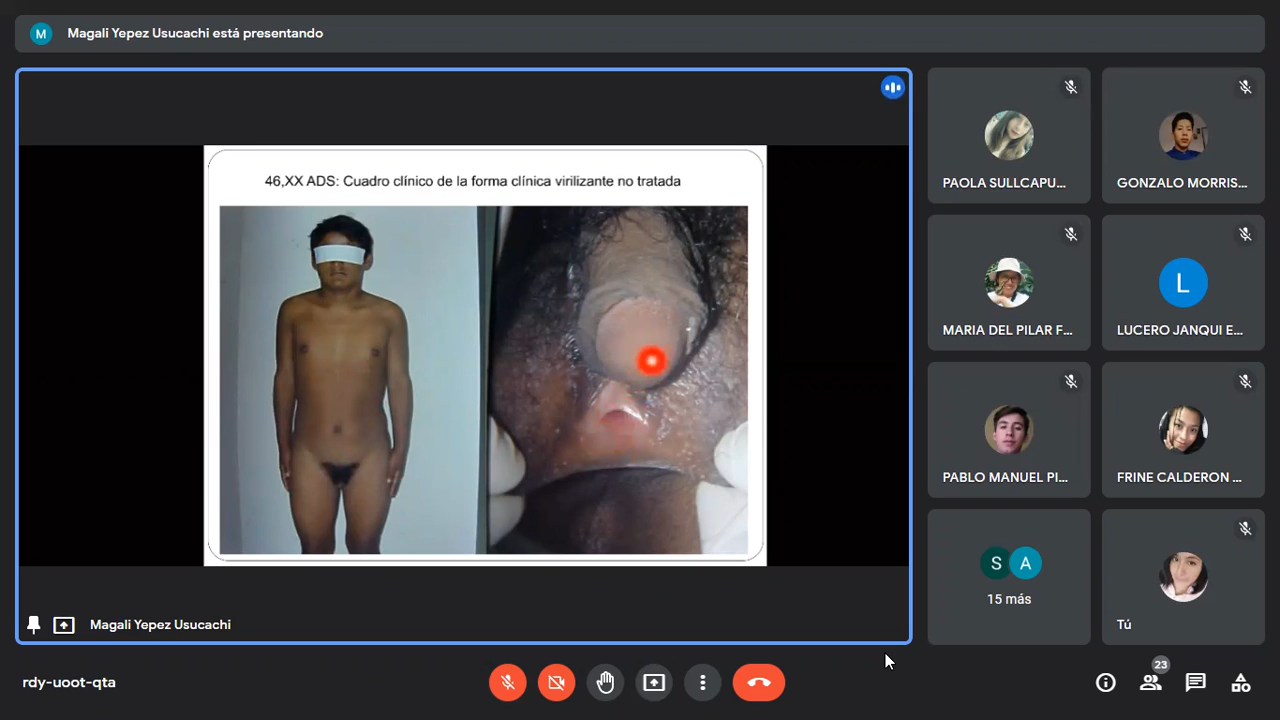 M
Magali Yepez Usucachi está presentando
46,XX ADS: Cuadro clínico de la forma clínica virilizante no tratada
Magali Yepez Usucachi
PAOLA SULLCAPU...
GONZALO MORRIS...
MARIA DEL PILAR F...
L
LUCERO JANQUI E...
PABLO MANUEL PI...
FRINE CALDERON ...
S A
15 más
Tú
rdy-uoot-qta
23